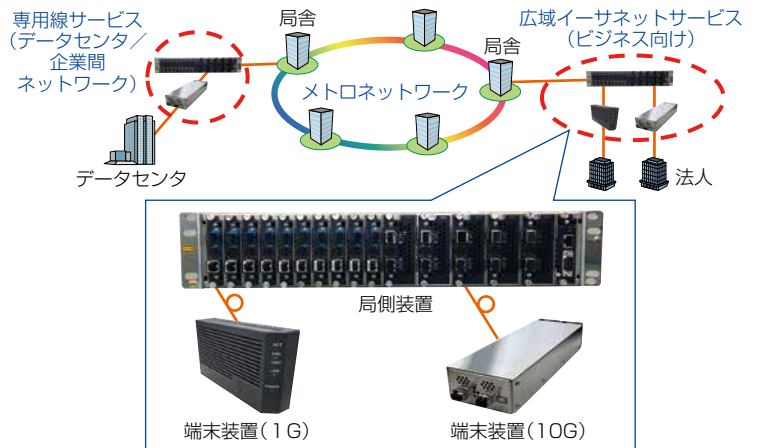 専用線サービス
（データセンタ／
企業間
ネットワーク）
局舎
局舎
広域イーサネットサービス
（ビジネス向け）
メトロネットワーク
データセンタ
法人
局側装置
端末装置（1G）
端末装置（10G）